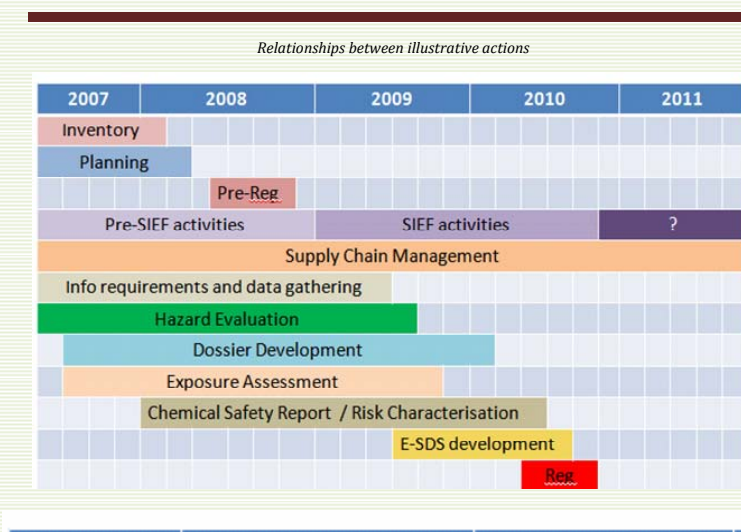 Relationships between illustrative actions
2007 2008 2009 2010 2011
Inventory
Planning
Pre-Reg
Pre-SIEF activities SIEF activities ?
Supply Chain Management
Info requirements and data gathering
Hazard Evaluation
Dossier Development
Exposure Assessment
Chemical Safety Report / Risk Characterisation
E-SDS development
Reg